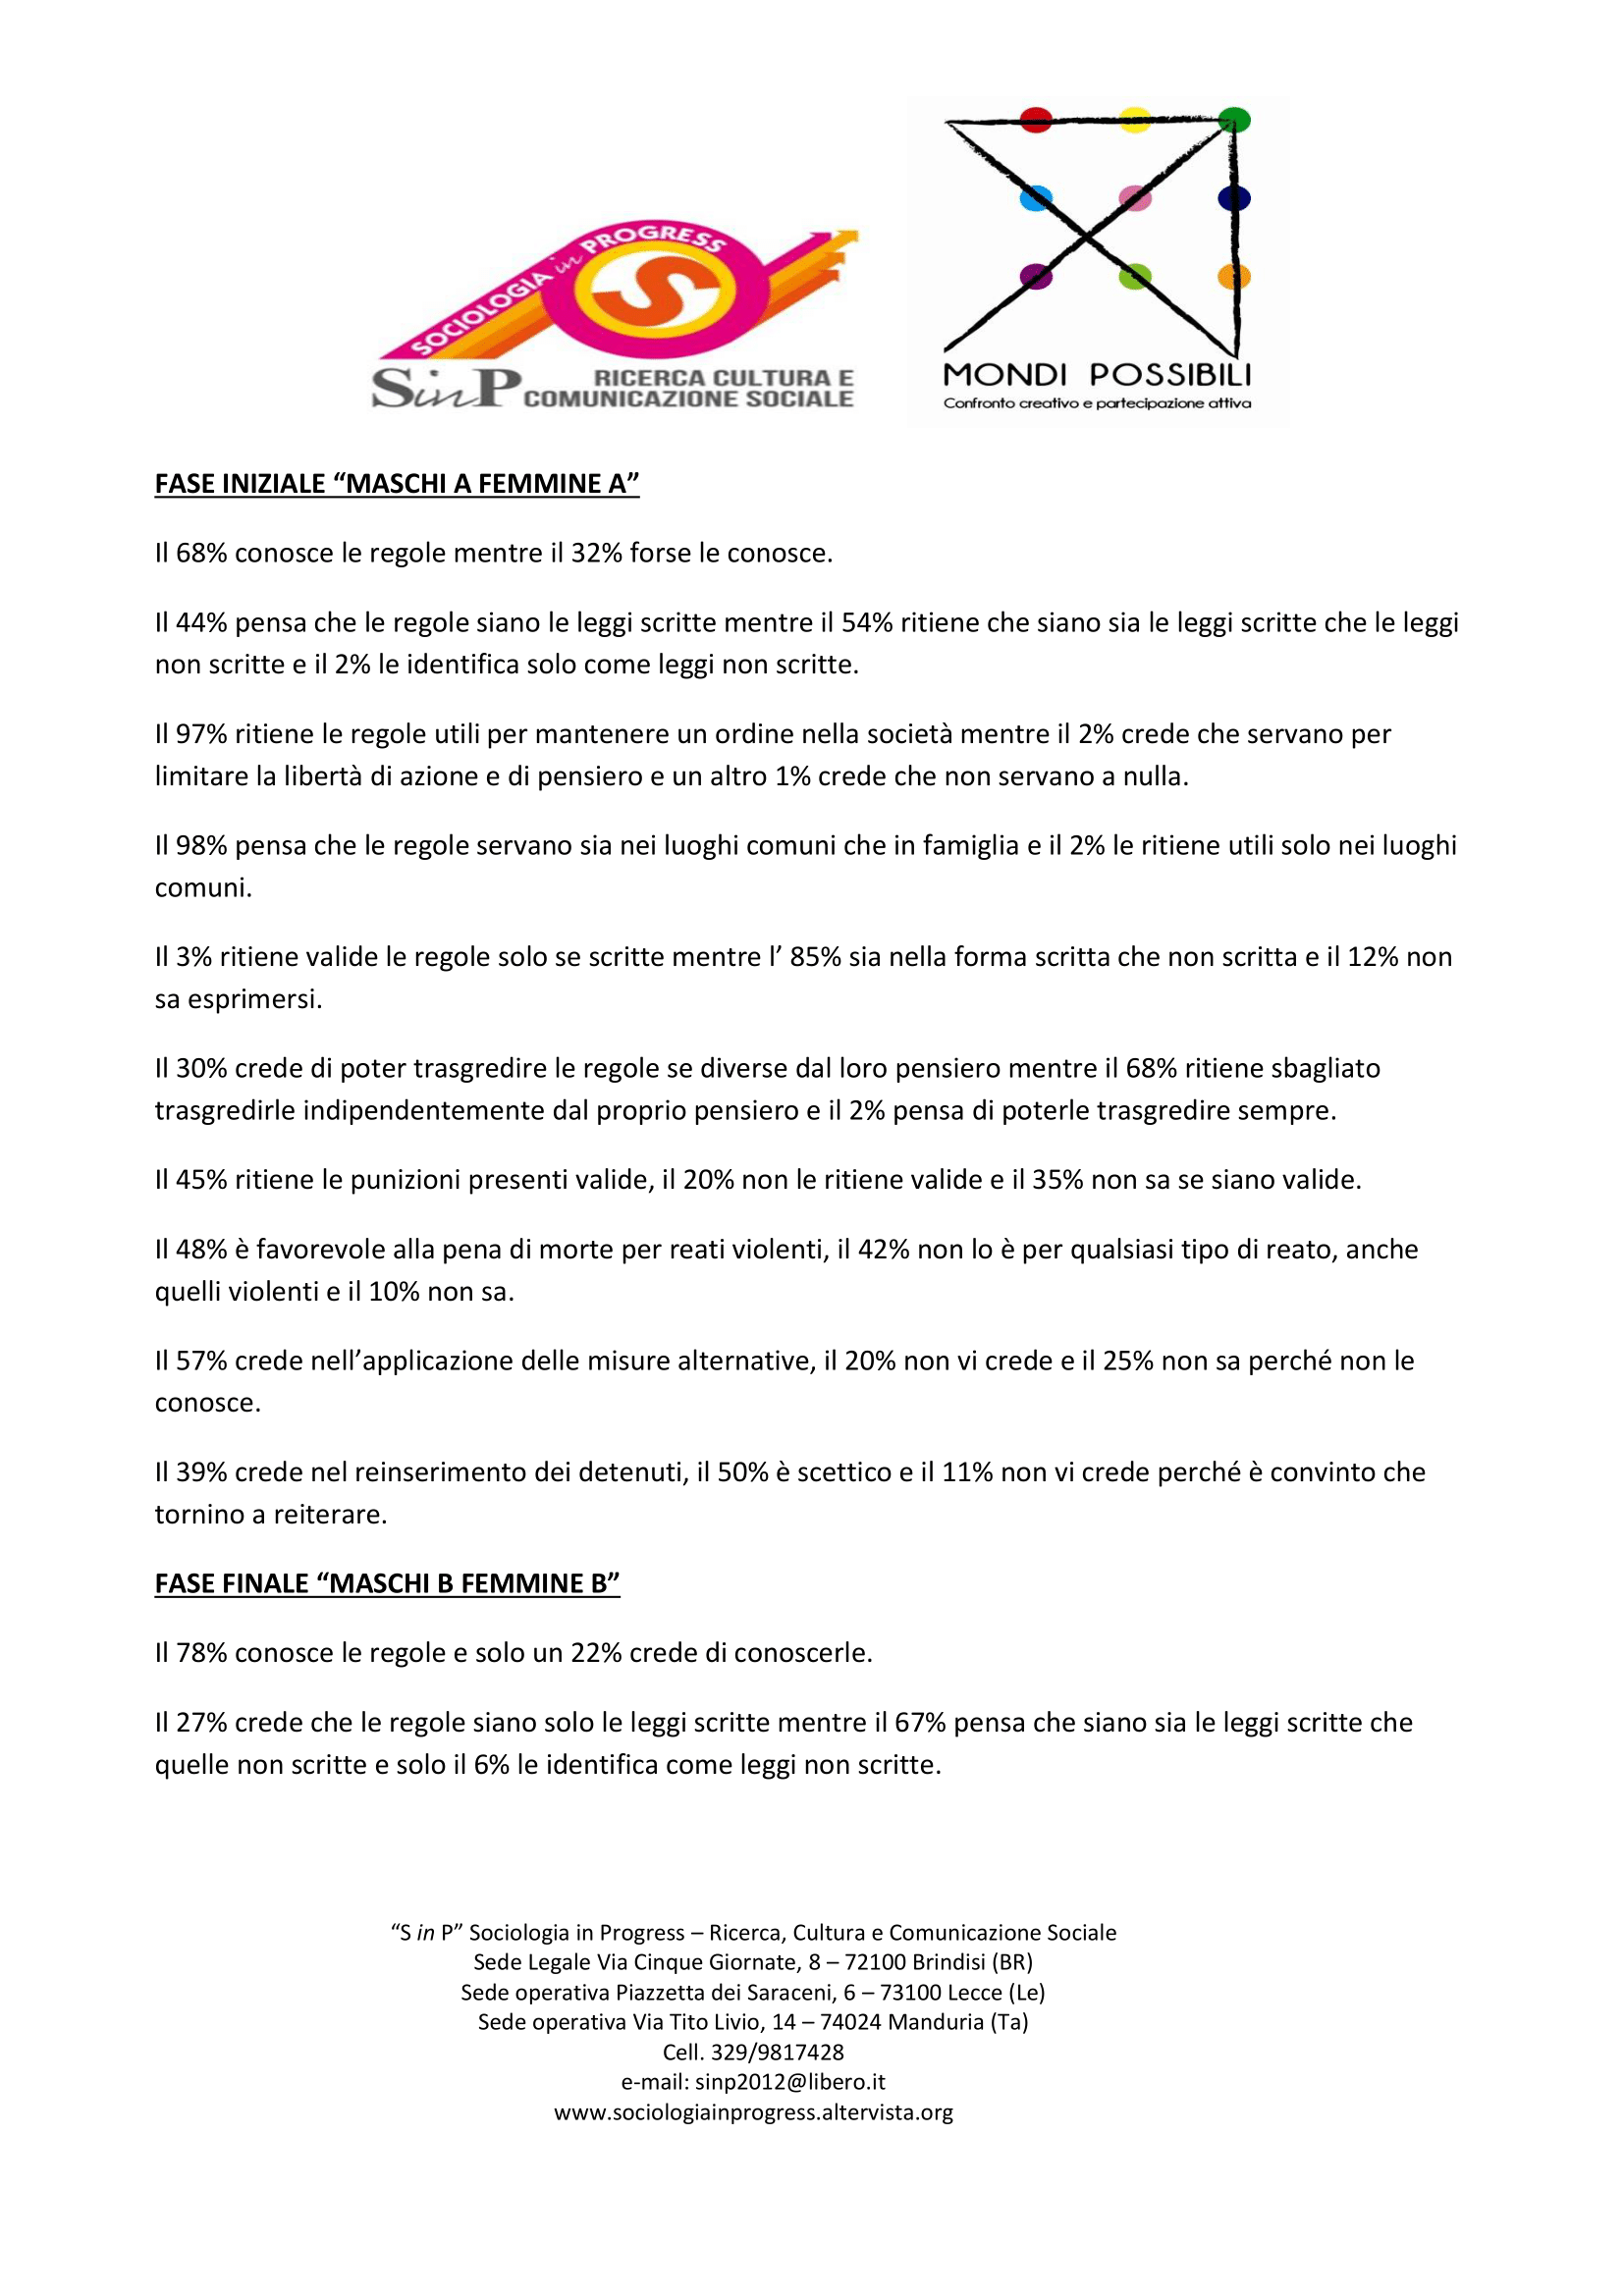 SOCIOLOGIA in PROGRESS
S
SinP RICERCA CULTURA E
COMUNICAZIONE SOCIALE
MONDI POSSIBILI
Confronto creativo e partecipazione attiva
FASE INIZIALE “MASCHI A FEMMINE A”
Il 68% conosce le regole mentre il 32% forse le conosce.
Il 44% pensa che le regole siano le leggi scritte mentre il 54% ritiene che siano sia le leggi scritte che le leggi
non scritte e il 2% le identifica solo come leggi non scritte.
Il 97% ritiene le regole utili per mantenere un ordine nella società mentre il 2% crede che servano per
limitare la libertà di azione e di pensiero e un altro 1% crede che non servano a nulla.
Il 98% pensa che le regole servano sia nei luoghi comuni che in famiglia e il 2% le ritiene utili solo nei luoghi
comuni.
Il 3% ritiene valide le regole solo se scritte mentre l’ 85% sia nella forma scritta che non scritta e il 12% non
sa esprimersi.
Il 30% crede di poter trasgredire le regole se diverse dal loro pensiero mentre il 68% ritiene sbagliato
trasgredirle indipendentemente dal proprio pensiero e il 2% pensa di poterle trasgredire sempre.
Il 45% ritiene le punizioni presenti valide, il 20% non le ritiene valide e il 35% non sa se siano valide.
Il 48% è favorevole alla pena di morte per reati violenti, il 42% non lo è per qualsiasi tipo di reato, anche
quelli violenti e il 10% non sa.
Il 57% crede nell’applicazione delle misure alternative, il 20% non vi crede e il 25% non sa perché non le
conosce.
Il 39% crede nel reinserimento dei detenuti, il 50% è scettico e il 11% non vi crede perché è convinto che
tornino a reiterare.
FASE FINALE “MASCHI B FEMMINE B”
Il 78% conosce le regole e solo un 22% crede di conoscerle.
Il 27% crede che le regole siano solo le leggi scritte mentre il 67% pensa che siano sia le leggi scritte che
quelle non scritte e solo il 6% le identifica come leggi non scritte.
“S in P” Sociologia in Progress – Ricerca, Cultura e Comunicazione Sociale
Sede Legale Via Cinque Giornate, 8 – 72100 Brindisi (BR)
Sede operativa Piazzetta dei Saraceni, 6 – 73100 Lecce (Le)
Sede operativa Via Tito Livio, 14 – 74024 Manduria (Ta)
Cell. 329/9817428
e-mail: sinp2012@libero.it
www.sociologiainprogress.altervista.org